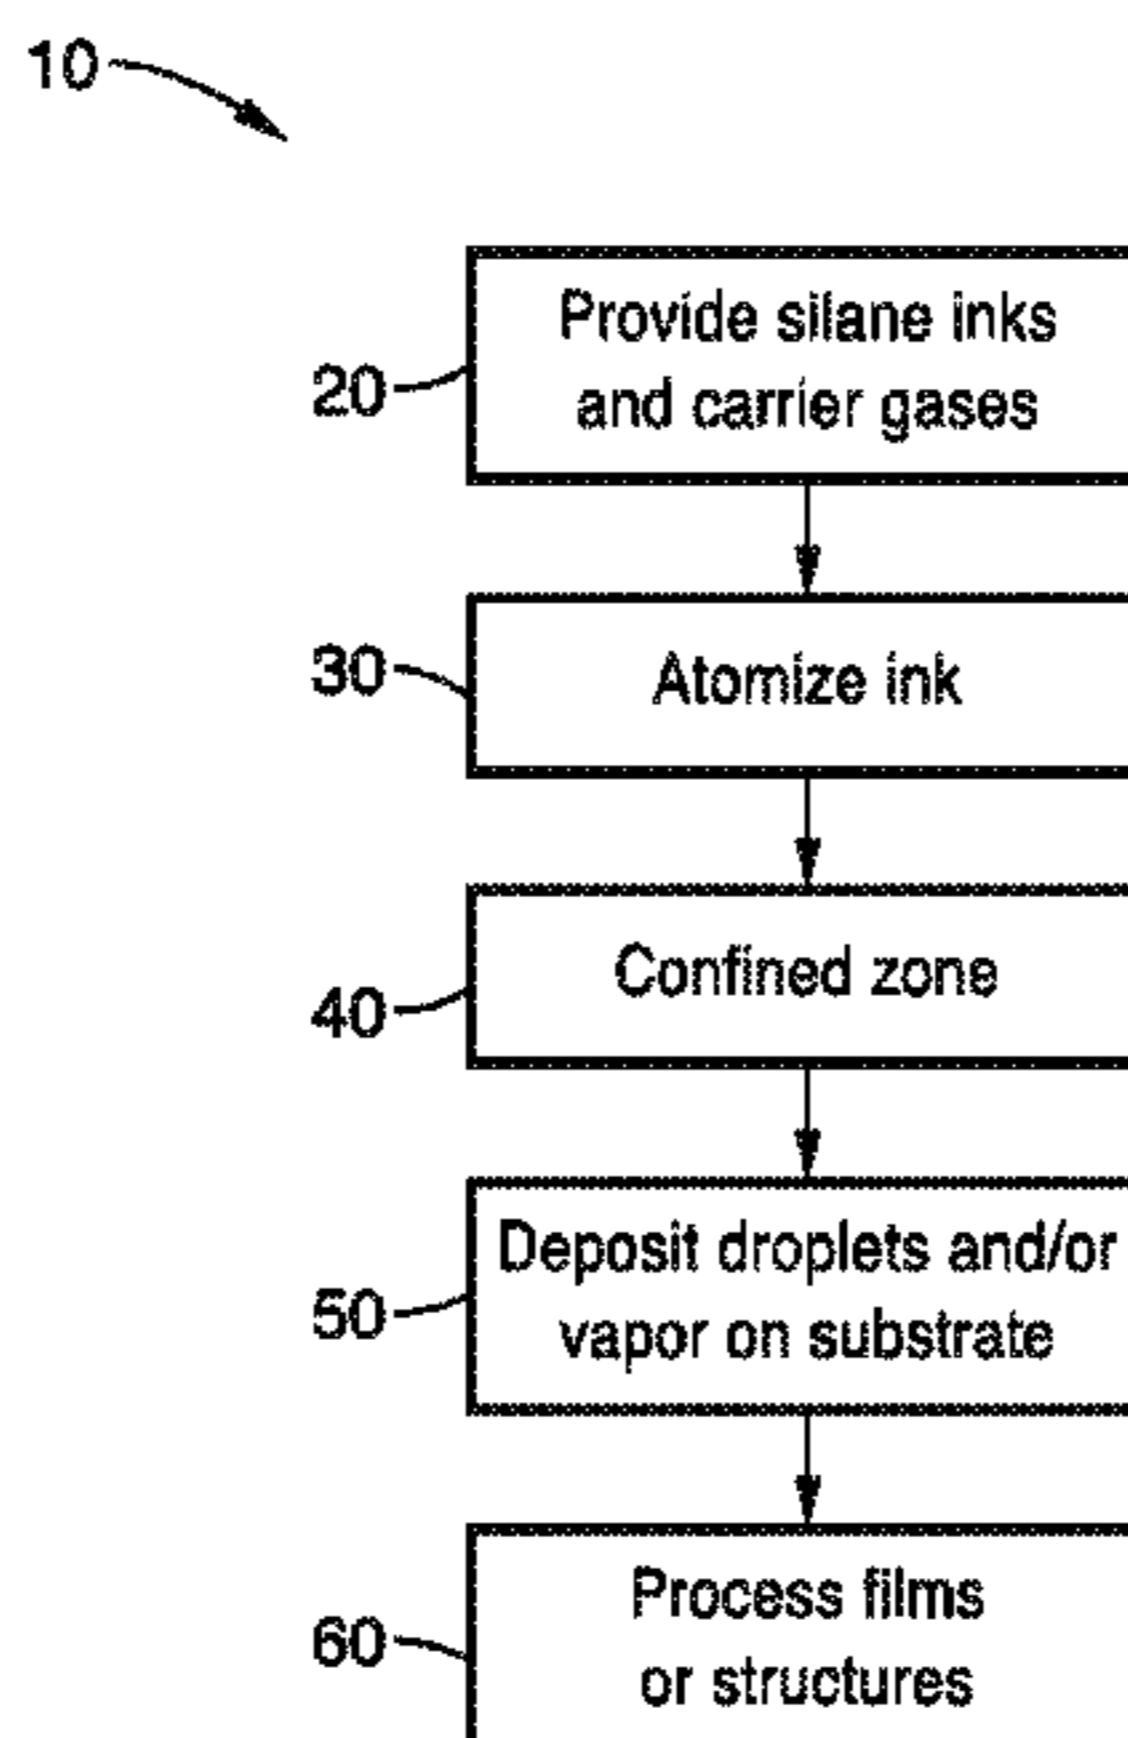 10
Provide silane inks
20
and carrier gases
30
Atomize ink
Confined zone
40
Deposit droplets and/or
50
vapor on substrate
Process films
60
or structures